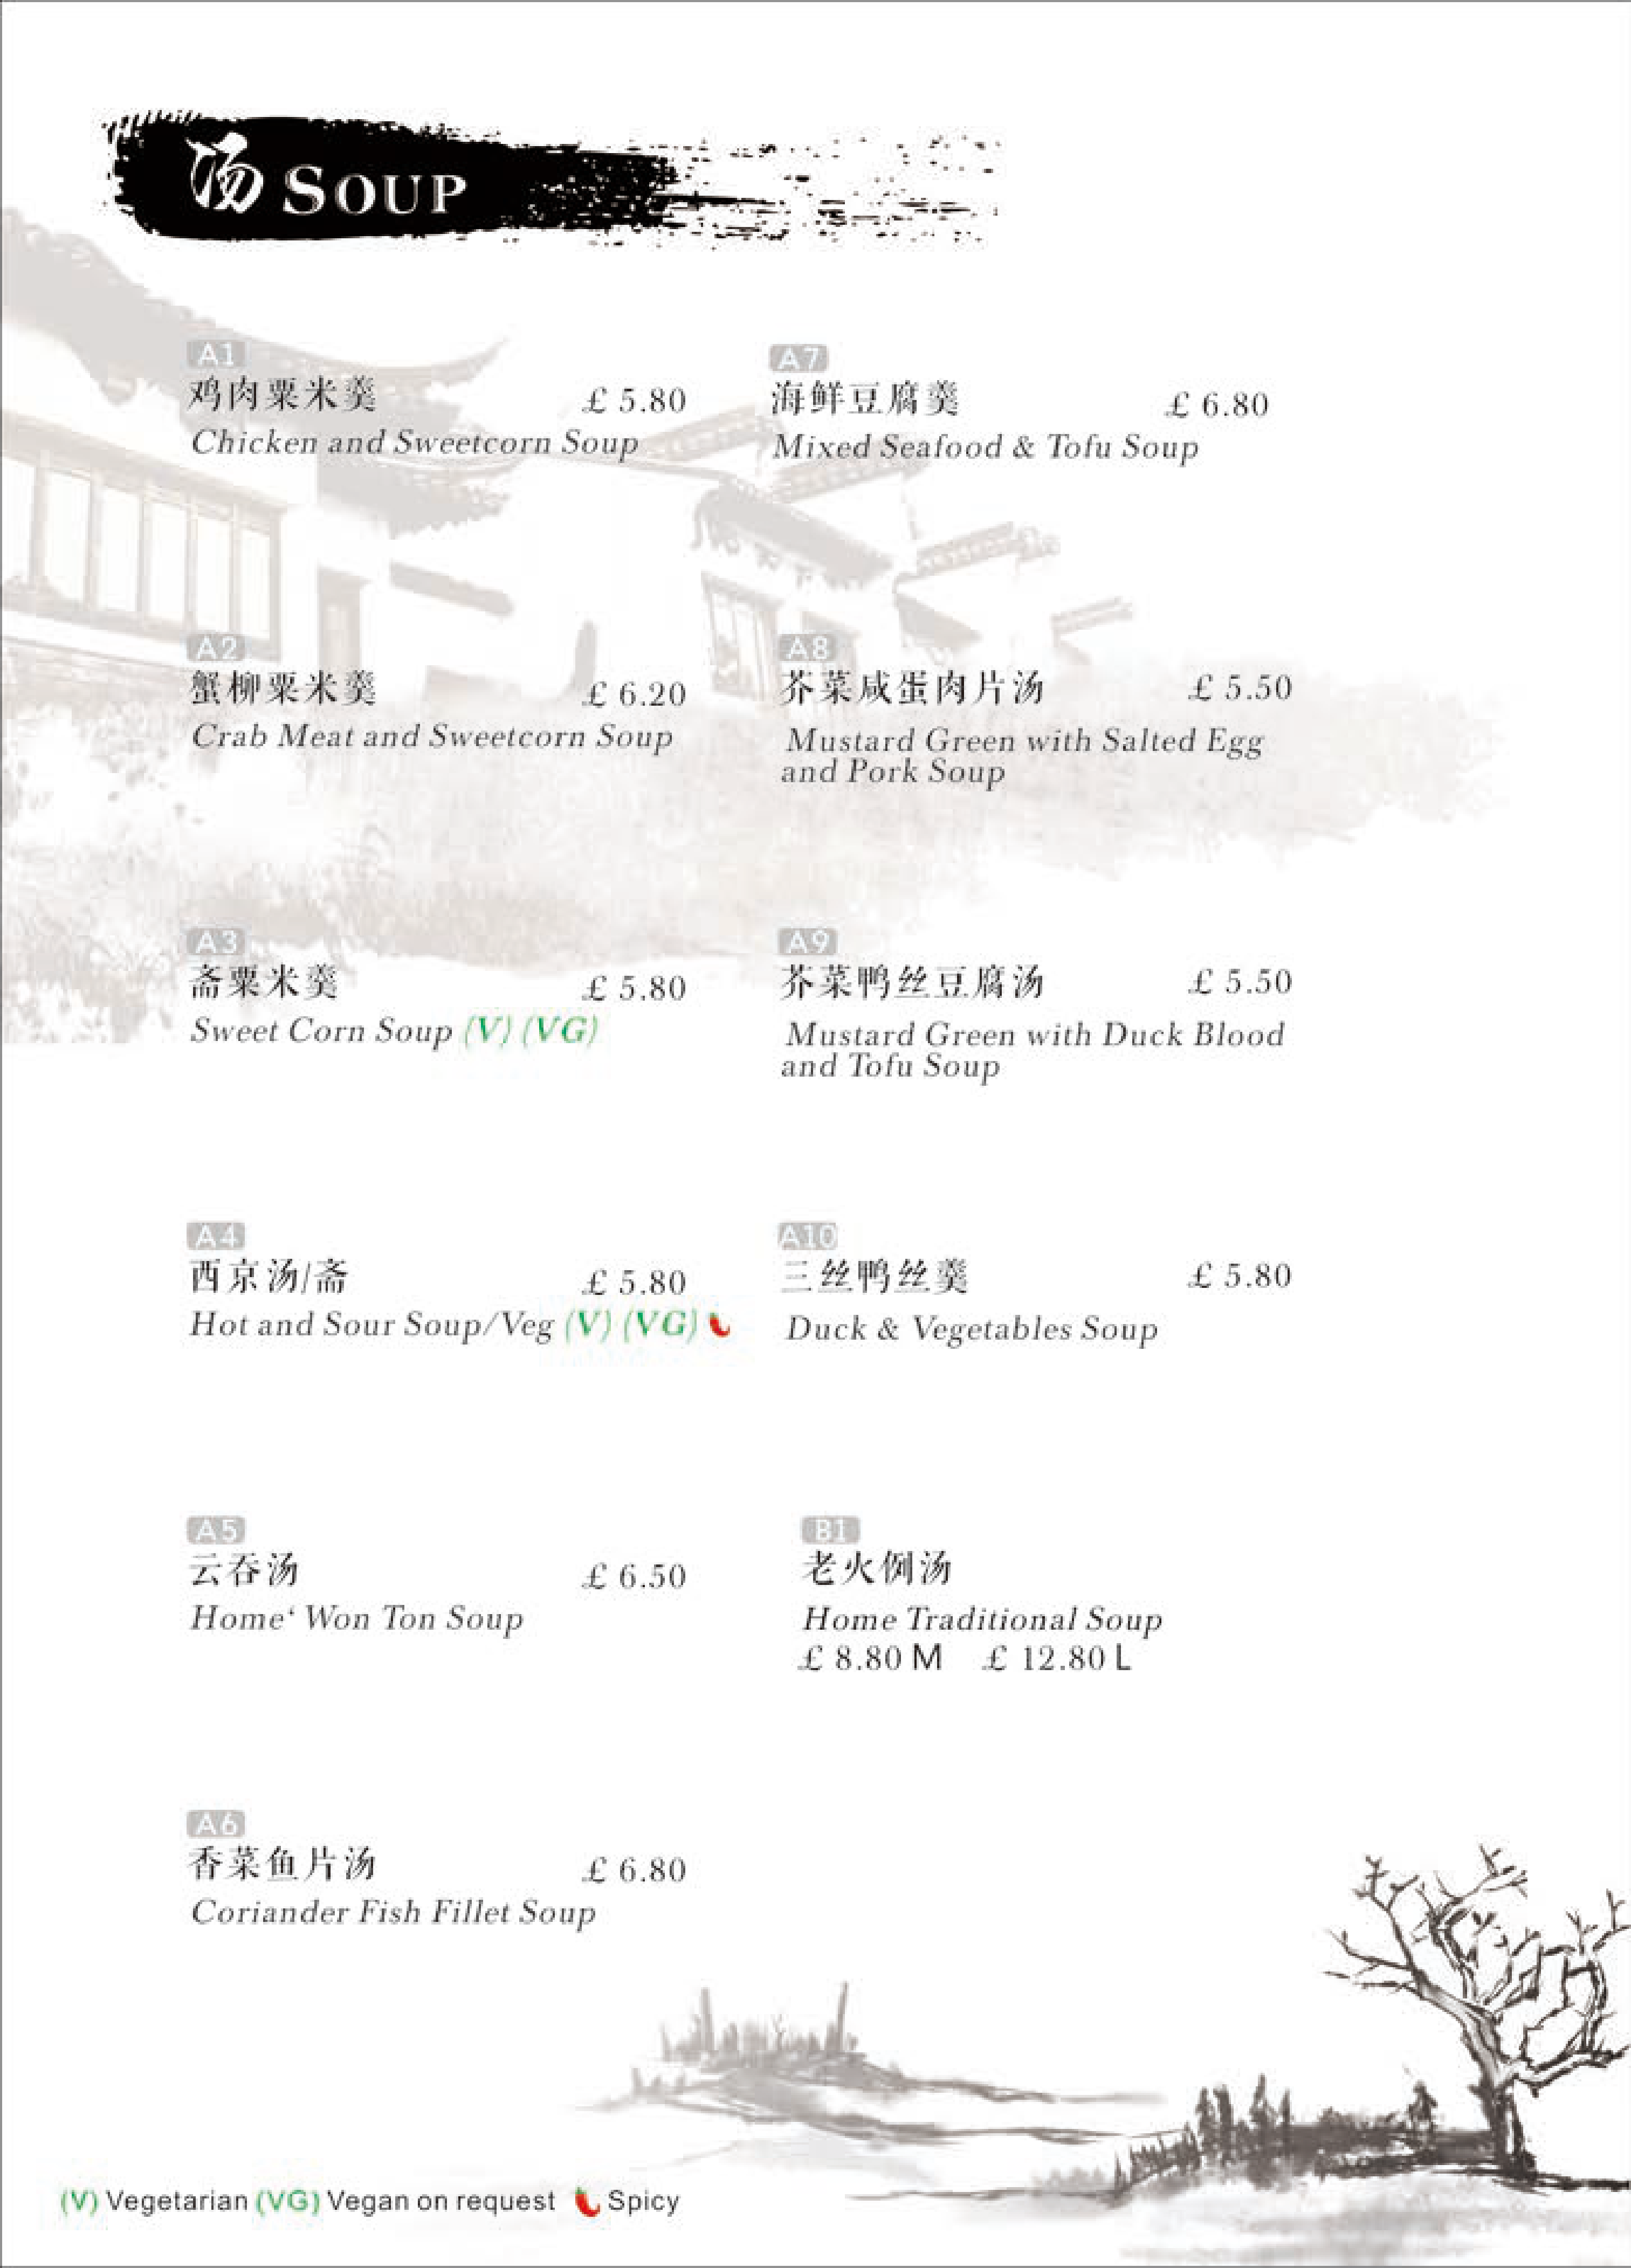 汤 SOUP
A1
鸡肉粟米羹 £ 5.80
Chicken and Sweetcorn Soup
A2
蟹柳粟米羹 £ 6.20
Crab Meat and Sweetcorn Soup
A3
斋粟米羹 £ 5.80
Sweet Corn Soup (V) (VG)
A4
西京汤/斋 £ 5.80
Hot and Sour Soup/Veg (V) (VG)
A5
云吞汤 £ 6.50
Home‘ Won Ton Soup
A6
香菜鱼片汤 £ 6.80
Coriander Fish Fillet Soup
A7
海鲜豆腐羹 £ 6.80
Mixed Seafood & Tofu Soup
A8
芥菜咸蛋肉片汤 £ 5.50
Mustard Green with Salted Egg
and Pork Soup
A9
芥菜鸭丝豆腐汤 £ 5.50
Mustard Green with Duck Blood
and Tofu Soup
A10
三丝鸭丝羹 £ 5.80
Duck & Vegetables Soup
B1
老火例汤
Home Traditional Soup
£ 8.80 M £ 12.80 L
(V) Vegetarian (VG) Vegan on request Spicy